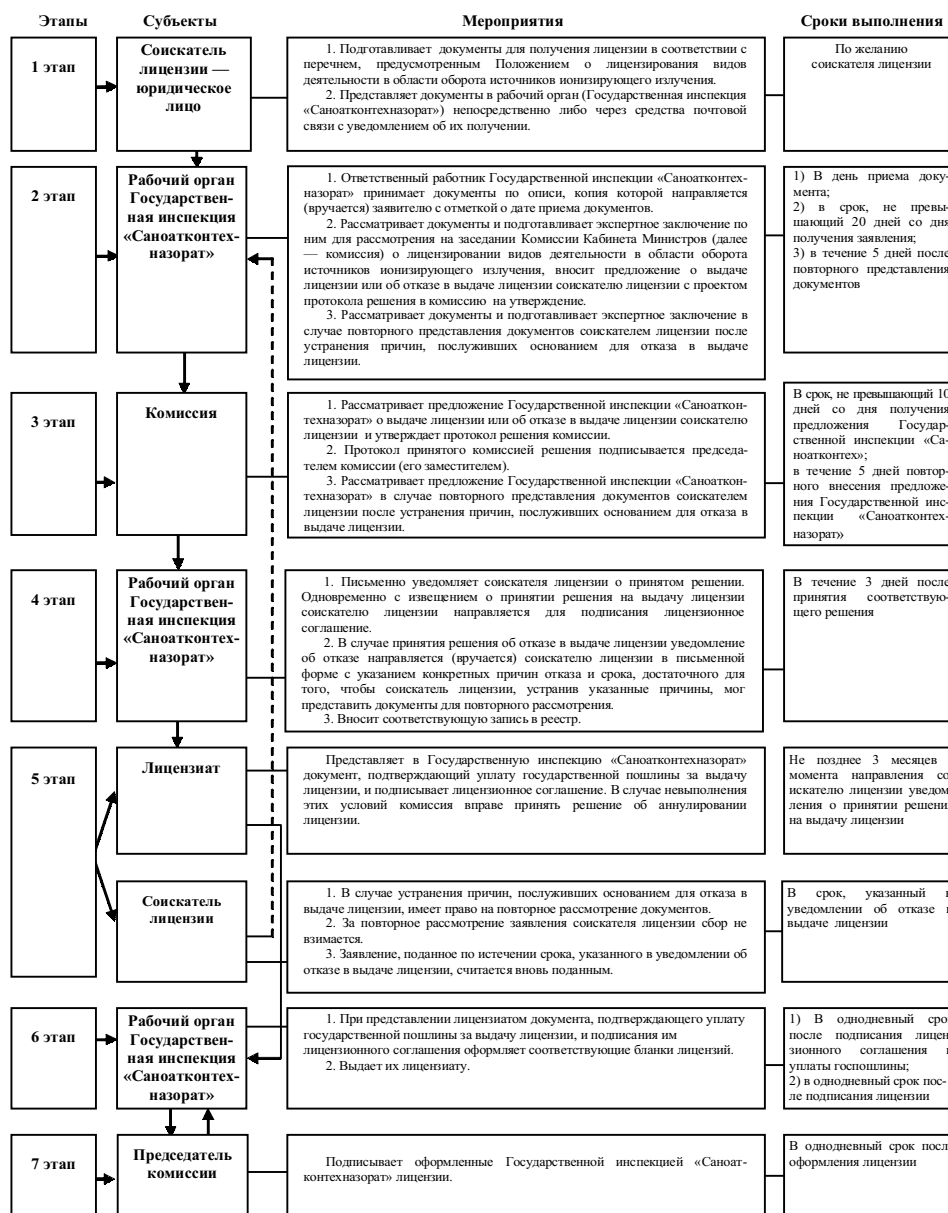 Этапы
Субъекты
Мероприятия
Сроки выполнения
1 этап
Соискатель
лицензии —
юридическое
лицо
1. Подготавливает документы для получения лицензии в соответствии с
перечнем, предусмотренным Положением о лицензирования видов
деятельности в области оборота источников ионизирующего излучения.
2. Представляет документы в рабочий орган (Государственная инспекция
«Саноатконтехназорат») непосредственно либо через средства почтовой
связи с уведомлением об их получении.
По желанию
соискателя лицензии
2 этап
Рабочий орган
Государствен-
ная инспекция
«Саноатконтех-
назорат»
1. Ответственный работник Государственной инспекции «Саноатконтех-
назорат» принимает документы по описи, копия которой направляется
(вручается) заявителю с отметкой о дате приема документов.
2. Рассматривает документы и подготавливает экспертное заключение по
ним для рассмотрения на заседании Комиссии Кабинета Министров (далее
— комиссия) о лицензировании видов деятельности в области оборота
источников ионизирующего излучения, вносит предложение о выдаче
лицензии или об отказе в выдаче лицензии соискателю лицензии с проектом
протокола решения в комиссию на утверждение.
3. Рассматривает документы и подготавливает экспертное заключение в
случае повторного представления документов соискателем лицензии после
устранения причин, послуживших основанием для отказа в выдаче
лицензии.
1) В день приема доку-
мента;
2) в срок, не превы-
шающий 20 дней со дня
получения заявления;
3) в течение 5 дней после
повторного представления
документов
3 этап
Комиссия
1. Рассматривает предложение Государственной инспекции «Саноаткон-
техназорат» о выдаче лицензии или об отказе в выдаче лицензии соискателю
лицензии и утверждает протокол решения комиссии.
2. Протокол принятого комиссией решения подписывается председа-
телем комиссии (его заместителем).
3. Рассматривает предложение Государственной инспекции «Саноаткон-
техназорат» в случае повторного представления документов соискателем
лицензии после устранения причин, послуживших основанием для отказа в
выдаче лицензии.
В срок, не превышающий 10
дней со дня получения
предложения Государ-
ственной инспекции «Са-
ноатконтех»;
в течение 5 дней повтор-
ного внесения предложе-
ния Государственной инс-
пекции «Саноатконтех-
назорат»
4 этап
Рабочий орган
Государствен-
ная инспекция
«Саноатконтех-
назорат»
1. Письменно уведомляет соискателя лицензии о принятом решении.
Одновременно с извещением о принятии решения на выдачу лицензии
соискателю лицензии направляется для подписания лицензионное
соглашение.
2. В случае принятия решения об отказе в выдаче лицензии уведомление
об отказе направляется (вручается) соискателю лицензии в письменной
форме с указанием конкретных причин отказа и срока, достаточного для
того, чтобы соискатель лицензии, устранив указанные причины, мог
представить документы для повторного рассмотрения.
3. Вносит соответствующую запись в реестр.
В течение 3 дней после
принятия соответствую-
щего решения
5 этап
Лицензиат
Представляет в Государственную инспекцию «Саноатконтехназорат»
документ, подтверждающий уплату государственной пошлины за выдачу
лицензии, и подписывает лицензионное соглашение. В случае невыполнения
этих условий комиссия вправе принять решение об аннулировании
лицензии.
Не позднее 3 месяцев
момента направления со
искателю лицензии уведом
ления о принятии решени
на выдачу лицензии
Соискатель
лицензии
1. В случае устранения причин, послуживших основанием для отказа в
выдаче лицензии, имеет право на повторное рассмотрение документов.
2. За повторное рассмотрение заявления соискателя лицензии сбор не
взимается.
3. Заявление, поданное по истечении срока, указанного в уведомлении об
отказе в выдаче лицензии, считается вновь поданным.
В срок, указанный
уведомлении об отказе
выдаче лицензии
6 этап
Рабочий орган
Государствен-
ная инспекция
«Саноатконтех-
назорат»
1. При представлении лицензиатом документа, подтверждающего уплату
государственной пошлины за выдачу лицензии, и подписания им
лицензионного соглашения оформляет соответствующие бланки лицензий.
2. Выдает их лицензиату.
1) В однодневный сро
после подписания лицен
зионного соглашения
уплаты госпошлины;
2) в однодневный срок пос-
ле подписания лицензии
7 этап
Председатель
комиссии
Подписывает оформленные Государственной инспекцией «Саноат-
контехназорат» лицензии.
В однодневный срок посл
оформления лицензии